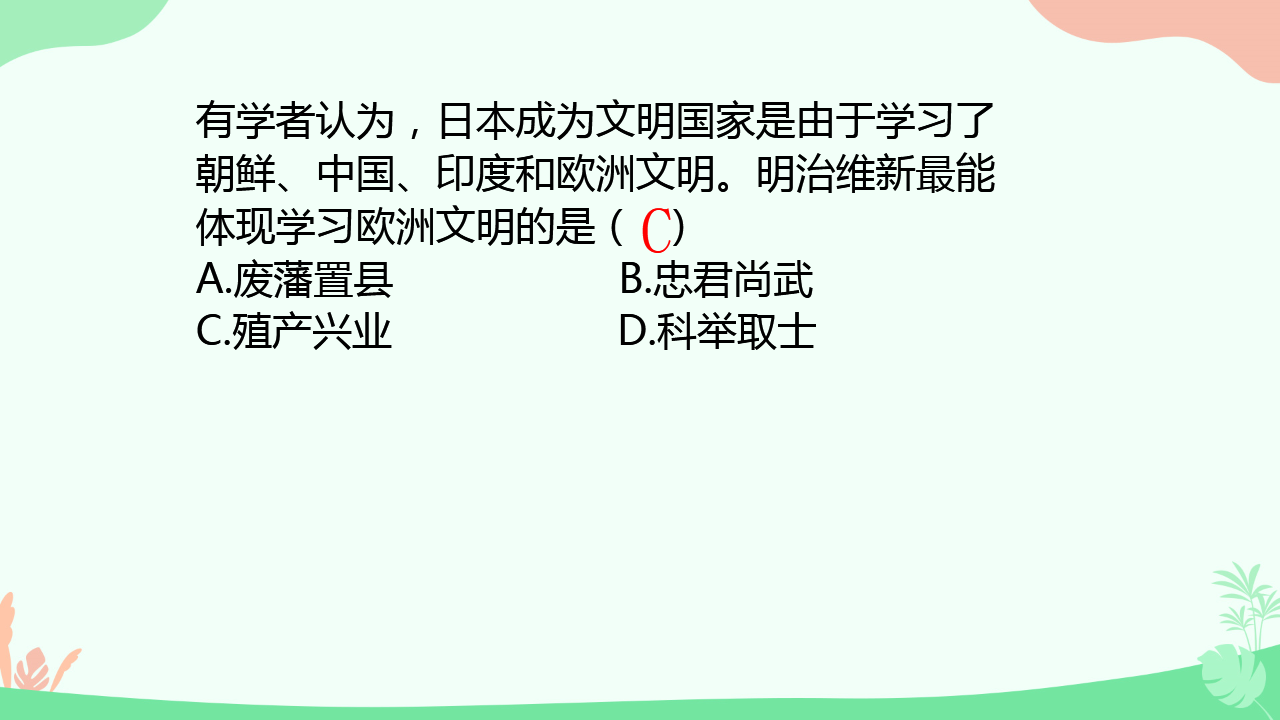 有学者认为，日本成为文明国家是由于学习了
朝鲜、中国、印度和欧洲文明。明治维新最能
体现学习欧洲文明的是（ C ）
A.废藩置县 B.忠君尚武
C.殖产兴业 D.科举取士